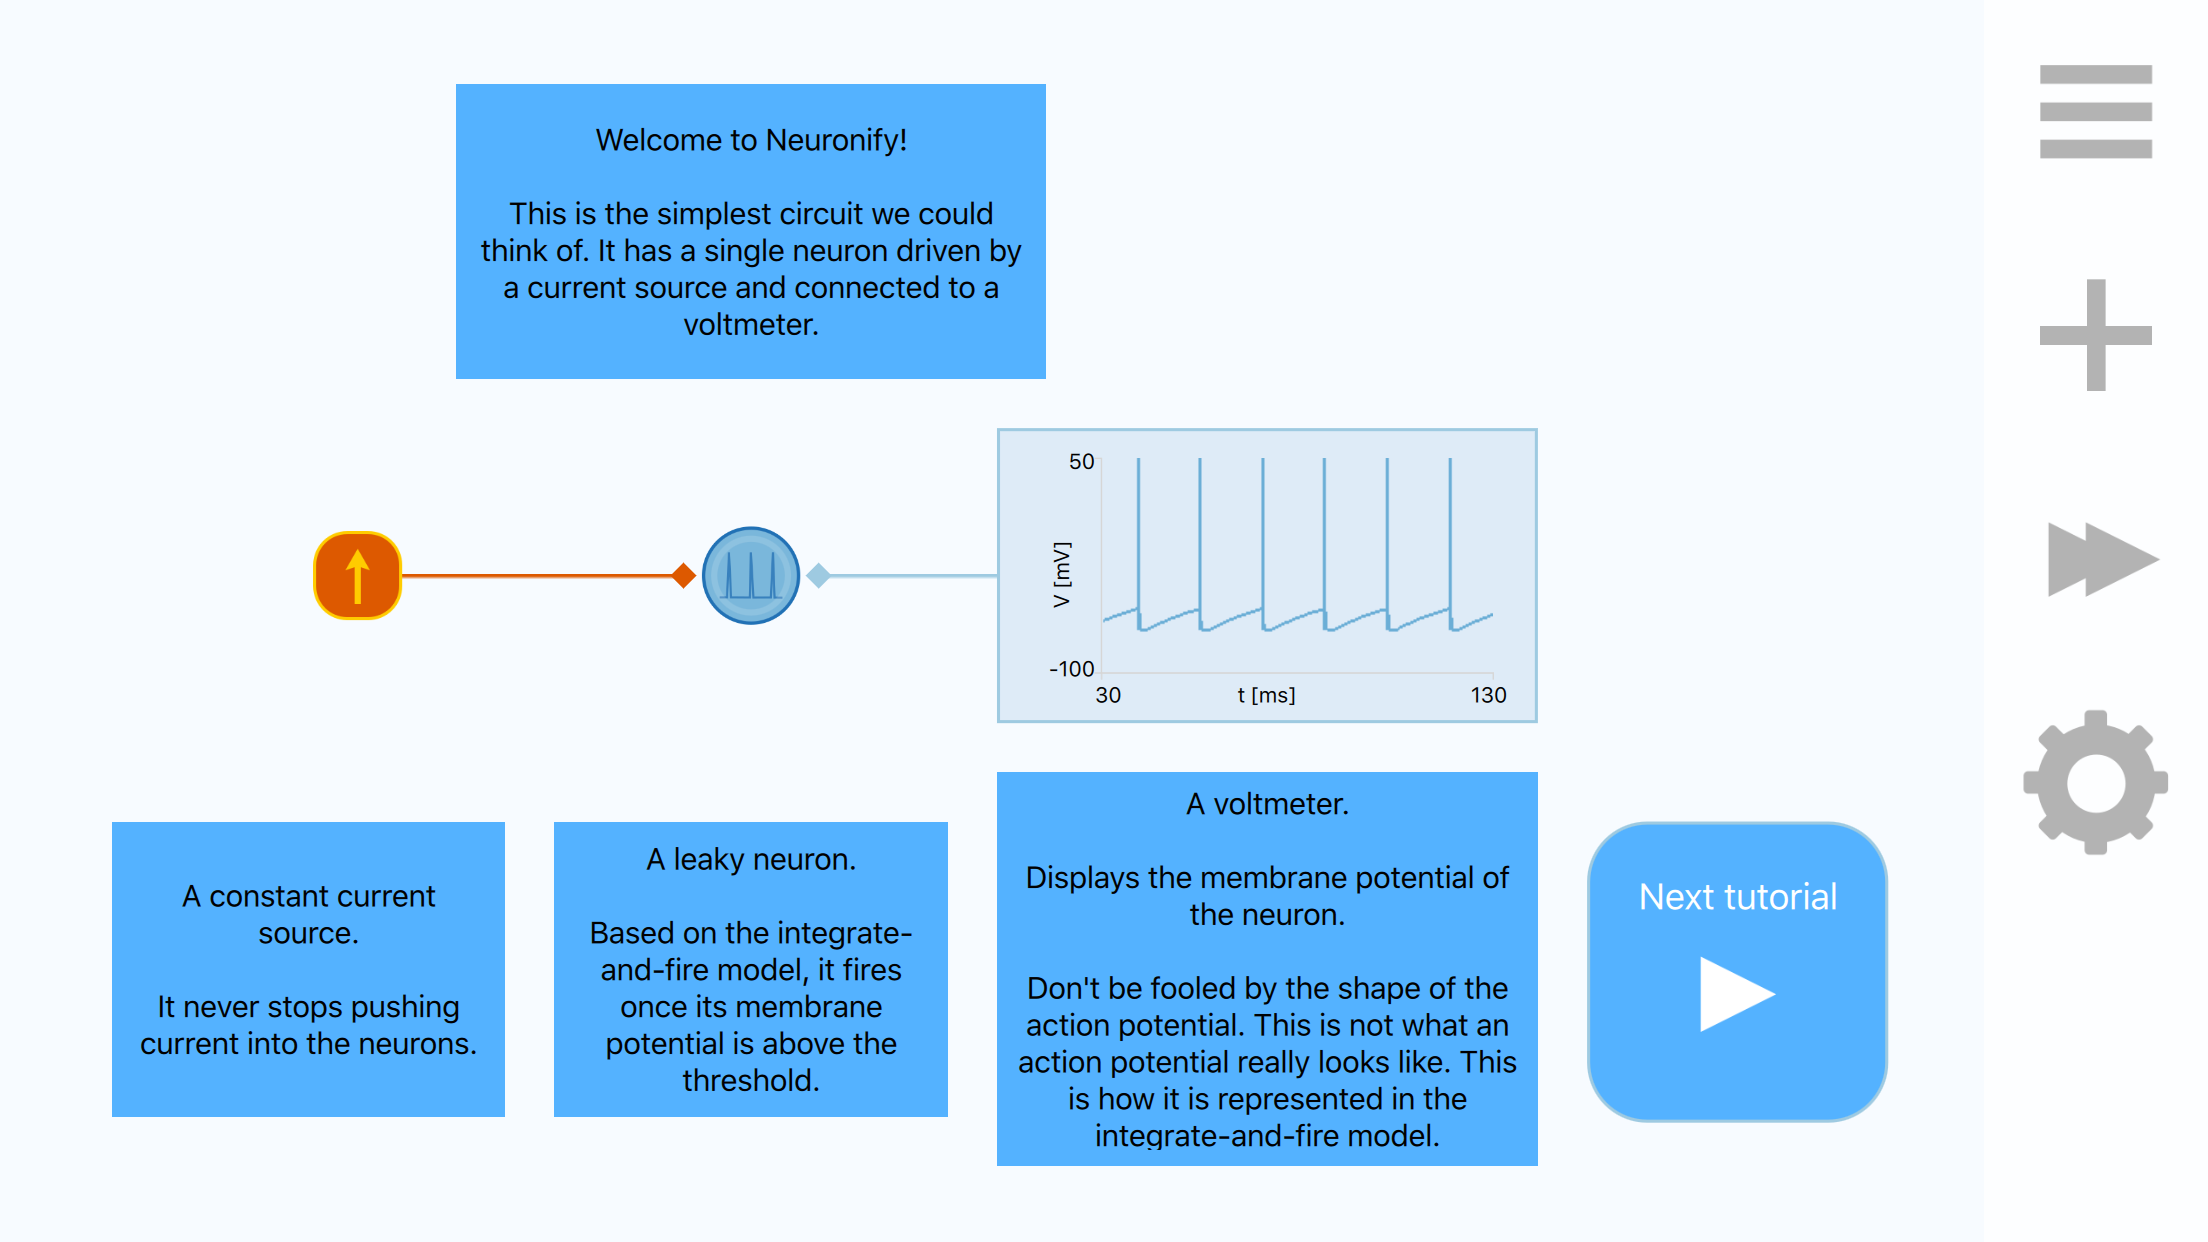 Welcome to Neuronify!
This is the simplest circuit we could
think of. It has a single neuron driven by
a current source and connected to a
voltmeter.
50
V [mV]
-100
30
t [ms]
130
A constant current
source.
It never stops pushing
current into the neurons.
A leaky neuron.
Based on the integrate-
and-fire model, it fires
once its membrane
potential is above the
threshold.
A voltmeter.
Displays the membrane potential of
the neuron.
Don't be fooled by the shape of the
action potential. This is not what an
action potential really looks like. This
is how it is represented in the
integrate-and-fire model.
Next tutorial